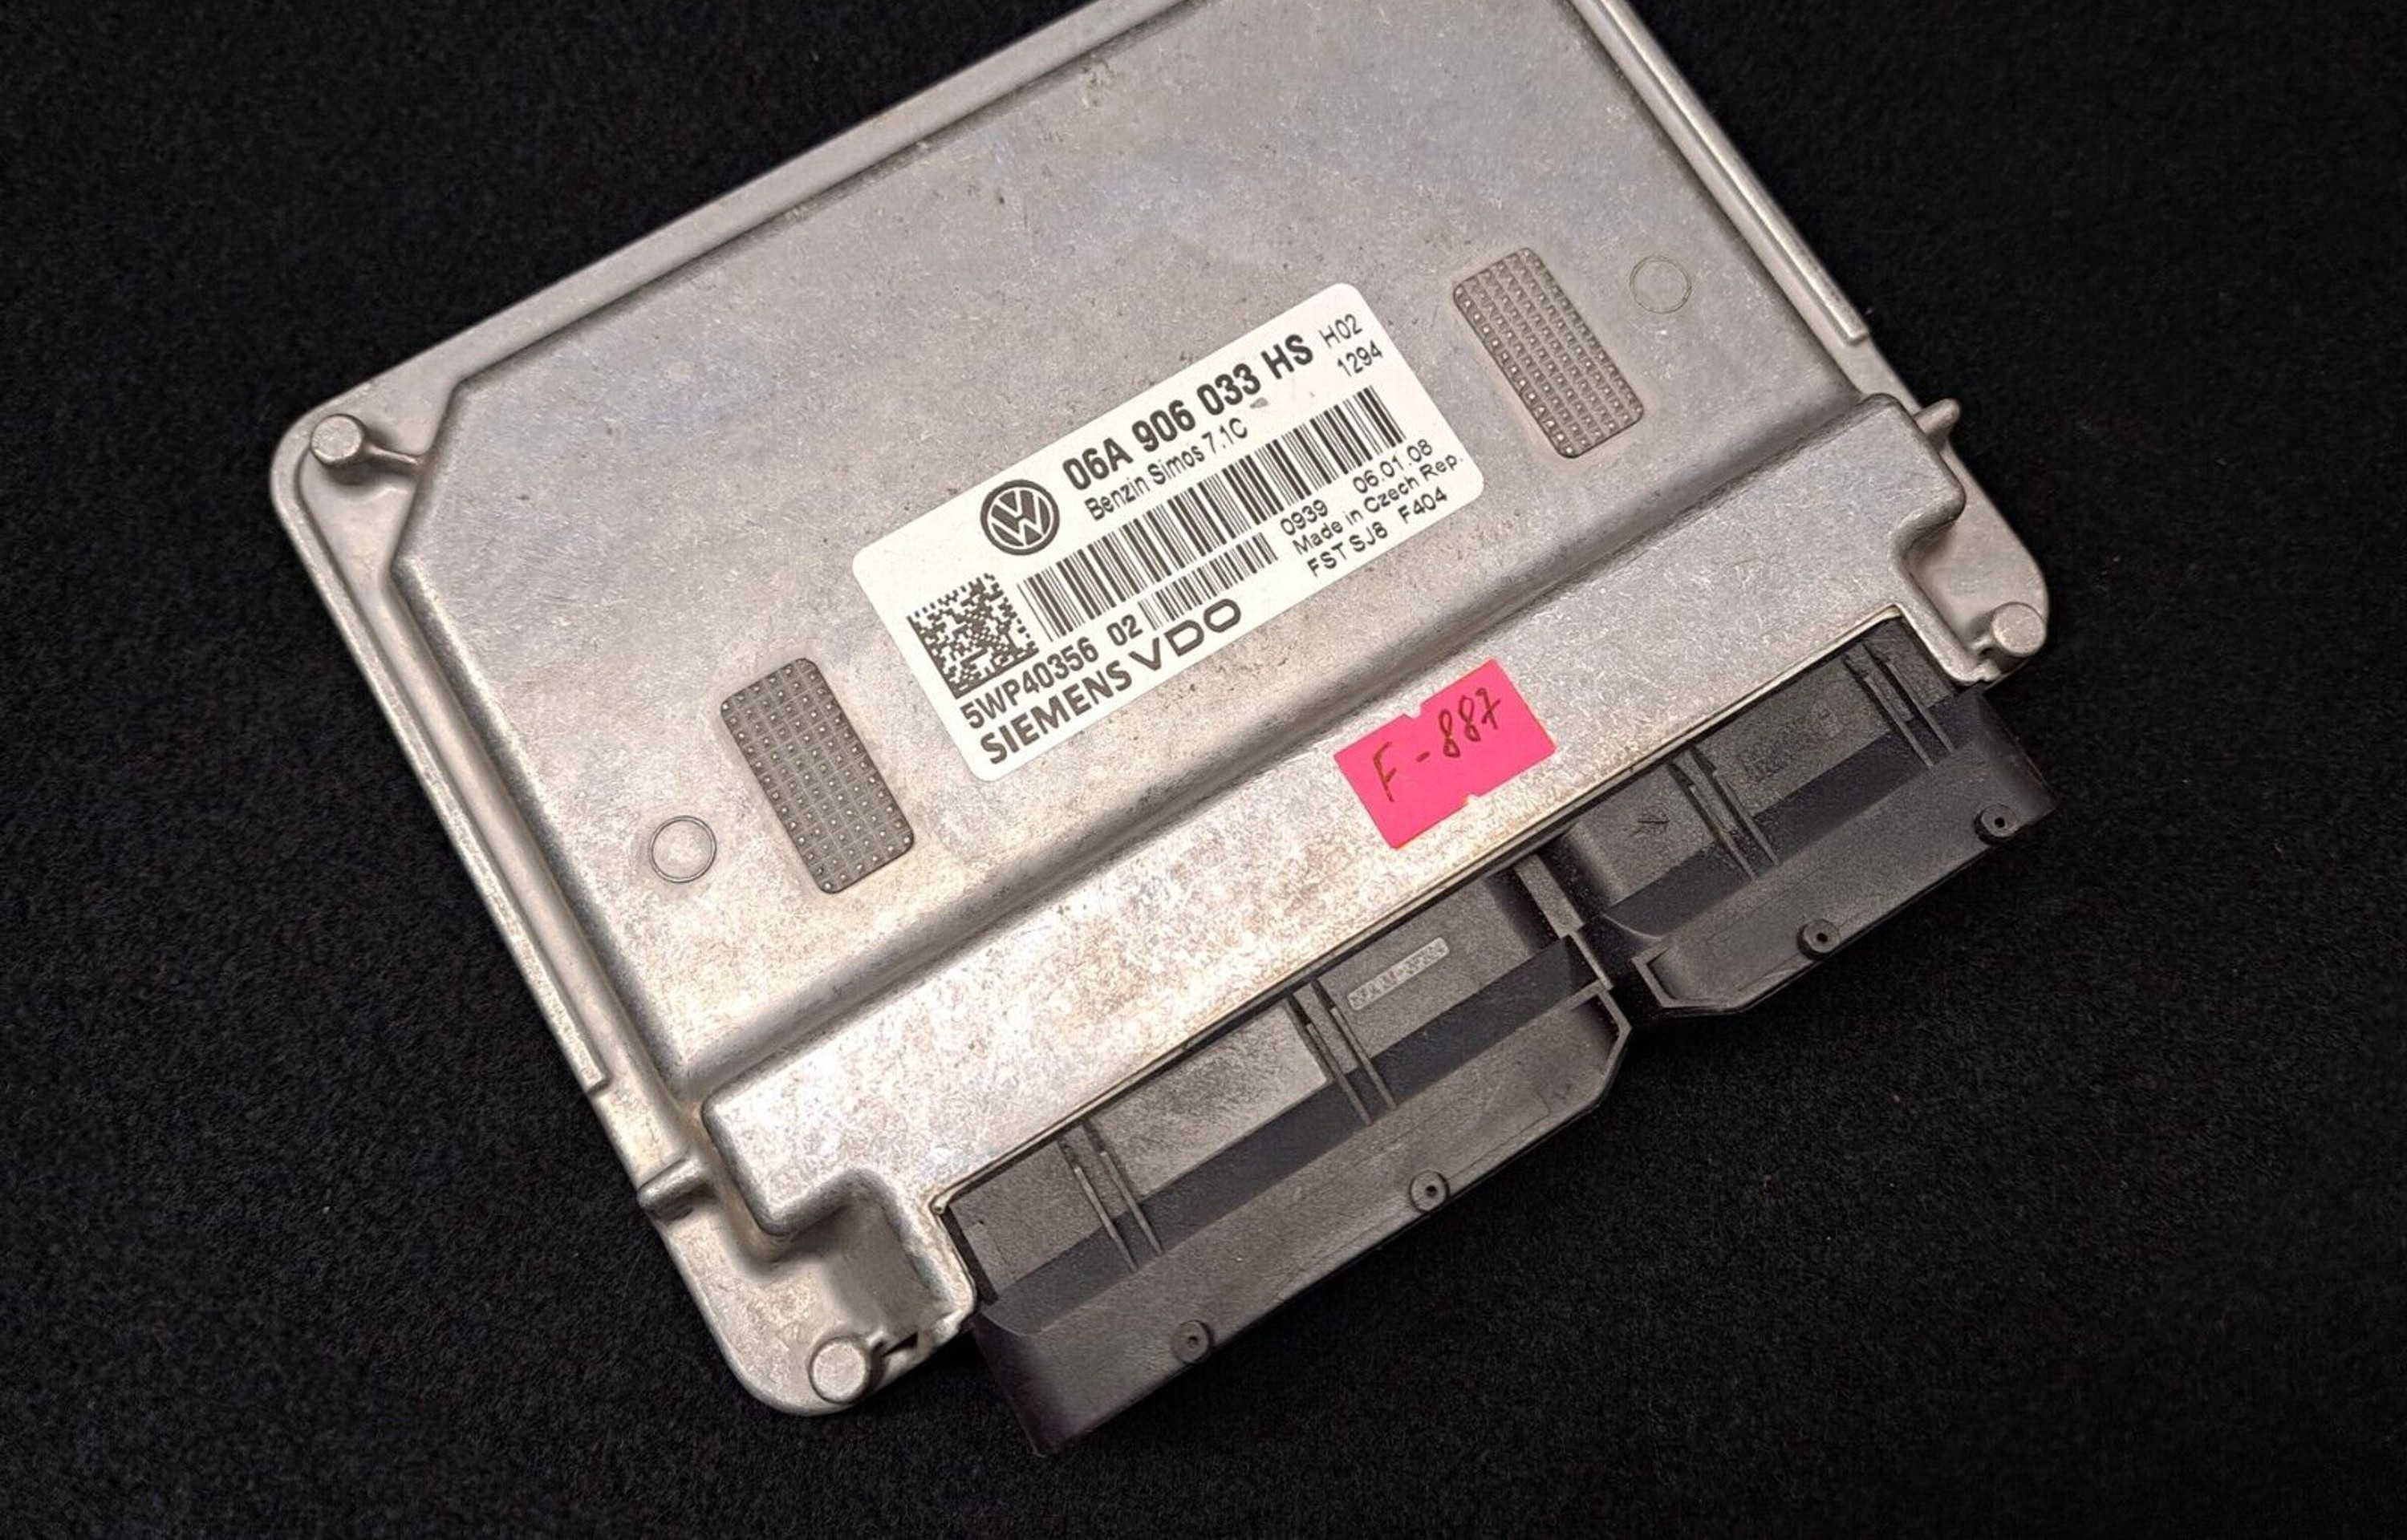 06A 906 033 HS H02
Benzin Simos 7.1C 1294
0939 06.01.08
Made in Czech Rep.
FST SJ8 F404
5WP40356 02
SIEMENS VDO
F-887